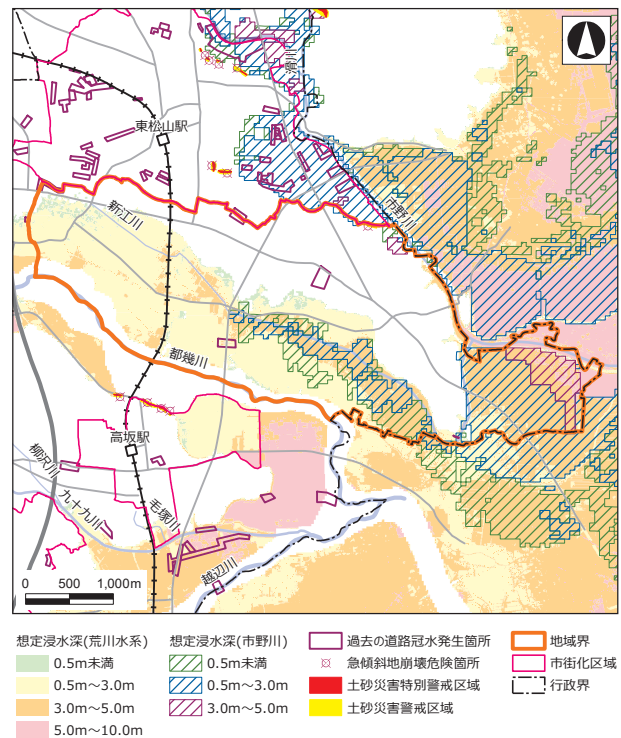 滑川
東松山駅
新江川
市野川
都幾川
高坂駅
柳沢川
九十九川
毛塚川
越辺川
0 500 1,000m
想定浸水深(荒川水系)
0.5m未満
0.5m～3.0m
3.0m～5.0m
5.0m～10.0m
想定浸水深(市野川)
0.5m未満
0.5m～3.0m
3.0m～5.0m
過去の道路冠水発生箇所
急傾斜地崩壊危険箇所
土砂災害特別警戒区域
土砂災害警戒区域
地域界
市街化区域
行政界